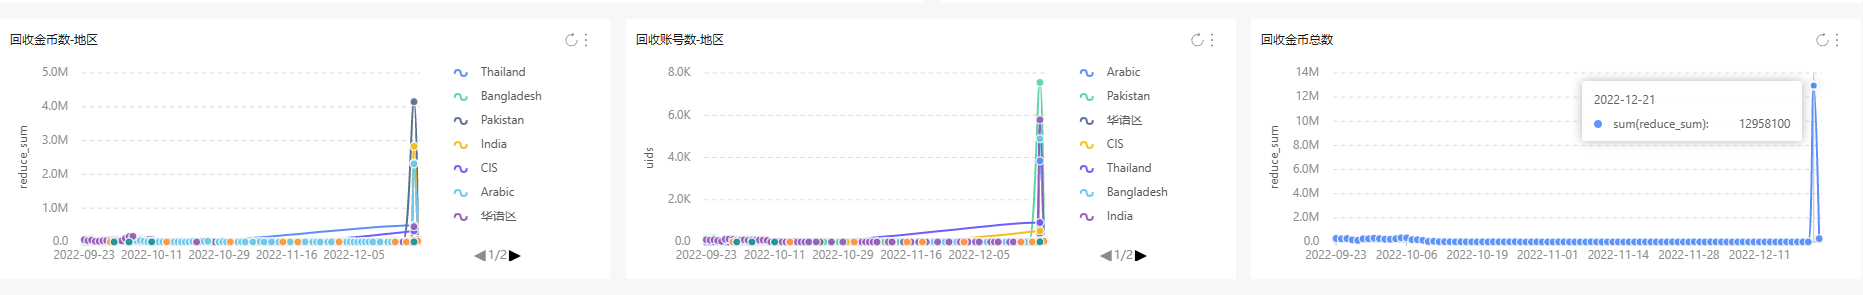 回收金币数-地区
5.0M
4.0M
3.0M
2.0M
1.0M
0.0
reduce_sum
2022-09-23 2022-10-11 2022-10-29 2022-11-16 2022-12-05
Thailand
Bangladesh
Pakistan
India
CIS
Arabic
华语区
1/2
回收账号数-地区
8.0K
6.0K
4.0K
2.0K
0.0
uids
2022-09-23 2022-10-11 2022-10-29 2022-11-16 2022-12-05
Arabic
Pakistan
华语区
CIS
Thailand
Bangladesh
India
1/2
回收金币总数
14M
12M
10M
8.0M
6.0M
4.0M
2.0M
0.0
reduce_sum
2022-09-23 2022-10-06 2022-10-19 2022-11-01 2022-11-14 2022-11-28 2022-12-11
2022-12-21
sum(reduce_sum): 12958100